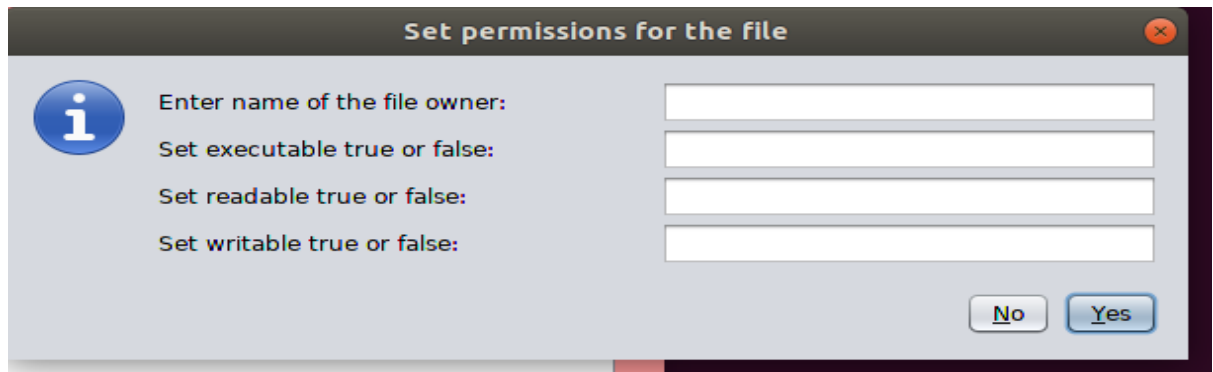 Set permissions for the file
Enter name of the file owner:
Set executable true or false:
Set readable true or false:
Set writable true or false:
No Yes